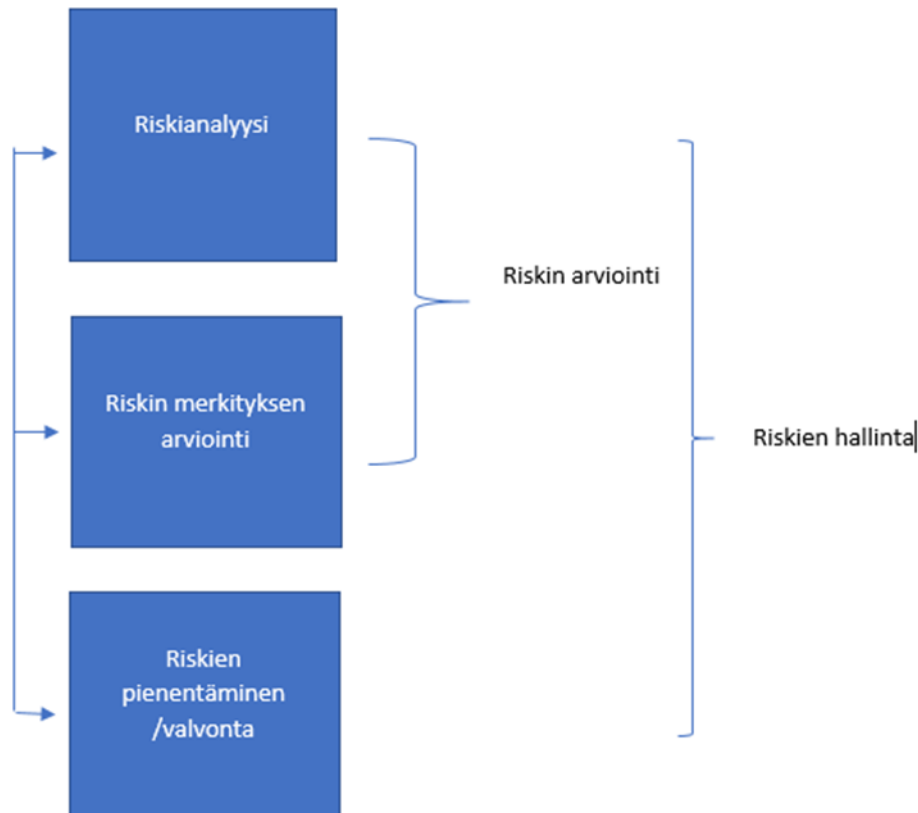 Riskianalyysi
Riskin arviointi
Riskin merkityksen
arviointi
Riskien hallinta
Riskien
pienentäminen
/valvonta